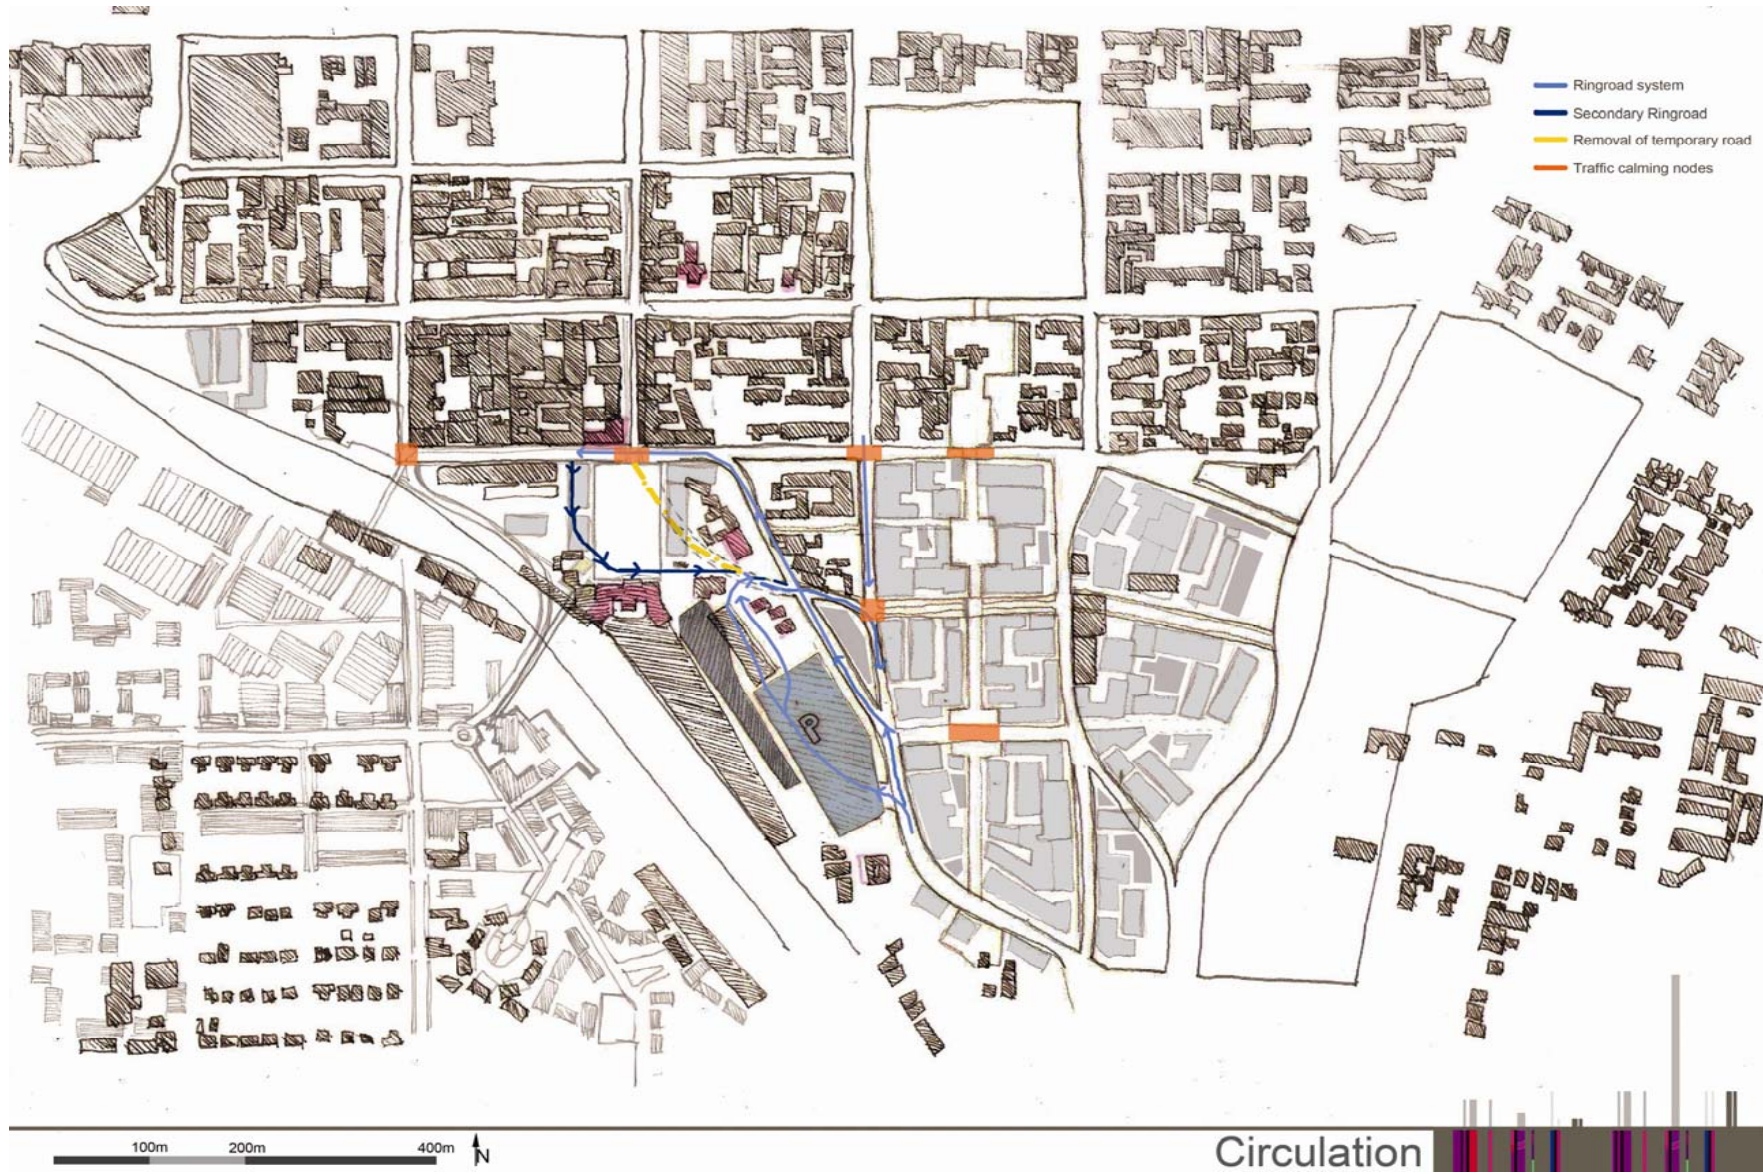 Ringroad system
Secondary Ringroad
Removal of temporary road
Traffic calming nodes
P
100m 200m 400m N
Circulation